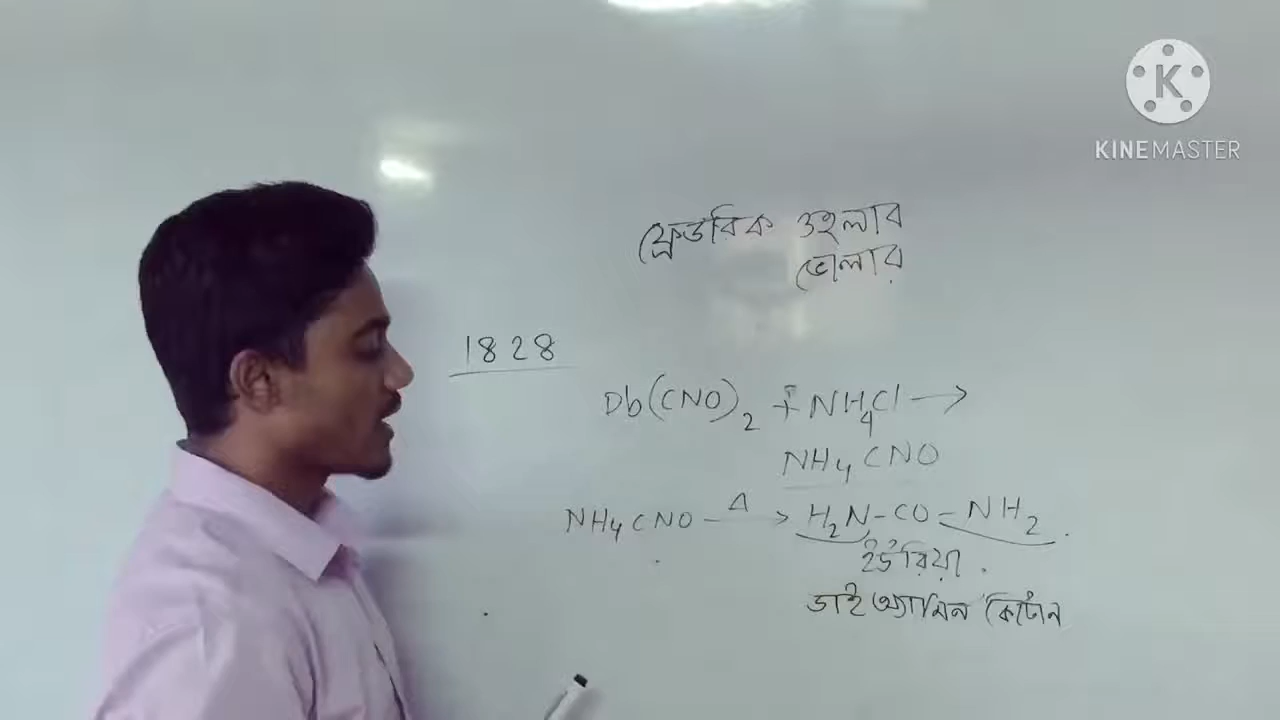 KINEMASTER
ফ্রেডরিক ওহলার
ভোলার
1828
Pb(CNO)2 + NH4Cl →
NH4CNO
NH4CNO —Δ→ H2N-CO-NH2.
ইউরিয়া.
ডাই অ্যামিন কিটোন